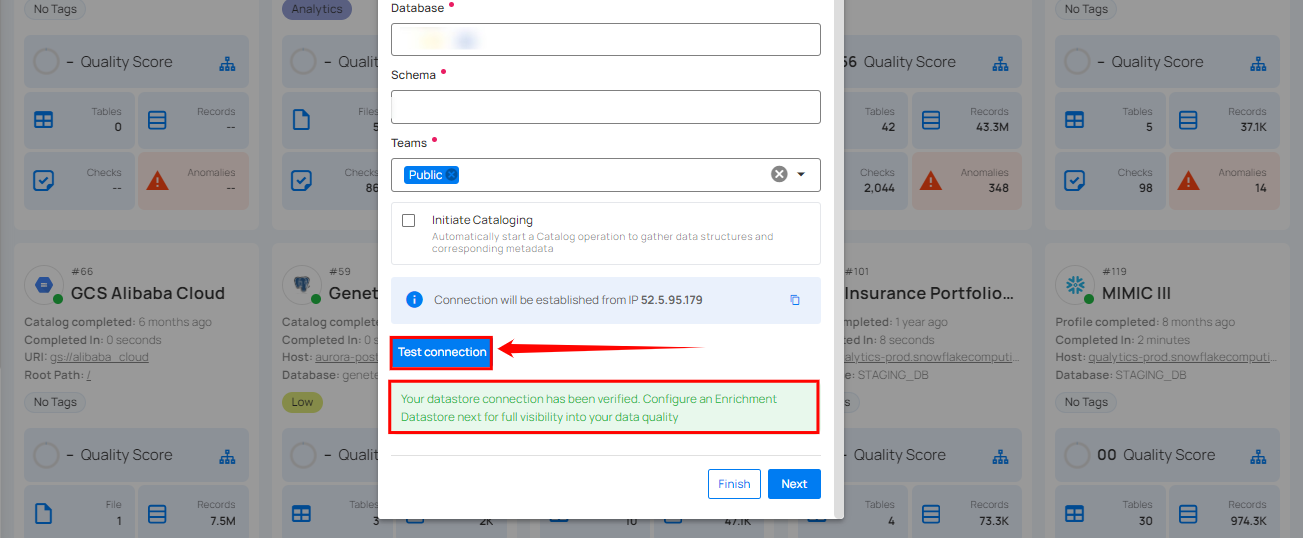 No Tags
– Quality Score
Tables
0
Records
--
Checks
--
Anomalies
--
#66
GCS Alibaba Cloud
Catalog completed: 6 months ago
Completed In: 0 seconds
URI: gs://alibaba_cloud
Root Path: /
No Tags
– Quality Score
File
1
Records
7.5M
Analytics
– Quali
Files
5
Checks
86
#59
Genet
Catalog comp
Completed In:
Host: aurora-post
Database: genete
Low
– Quali
Tables
3
2K
Database •
Schema •
Teams •
Public
Initiate Cataloging
Automatically start a Catalog operation to gather data structures and
corresponding metadata
Connection will be established from IP 52.5.95.179
Test connection
Your datastore connection has been verified. Configure an Enrichment
Datastore next for full visibility into your data quality
Finish
Next
10
47.1K
66 Quality Score
Tables
42
Records
43.3M
Checks
2,044
Anomalies
348
#101
Insurance Portfolio...
mpleted: 1 year ago
In: 8 seconds
alytics-prod.snowflakecomputi...
e: STAGING_DB
Quality Score
Tables
4
Records
73.3K
No Tags
– Quality Score
Tables
5
Records
37.1K
Checks
98
Anomalies
14
#119
MIMIC III
Profile completed: 8 months ago
Completed In: 2 minutes
Host: qualytics-prod.snowflakecomputi...
Database: STAGING_DB
No Tags
00 Quality Score
Tables
30
Records
974.3K